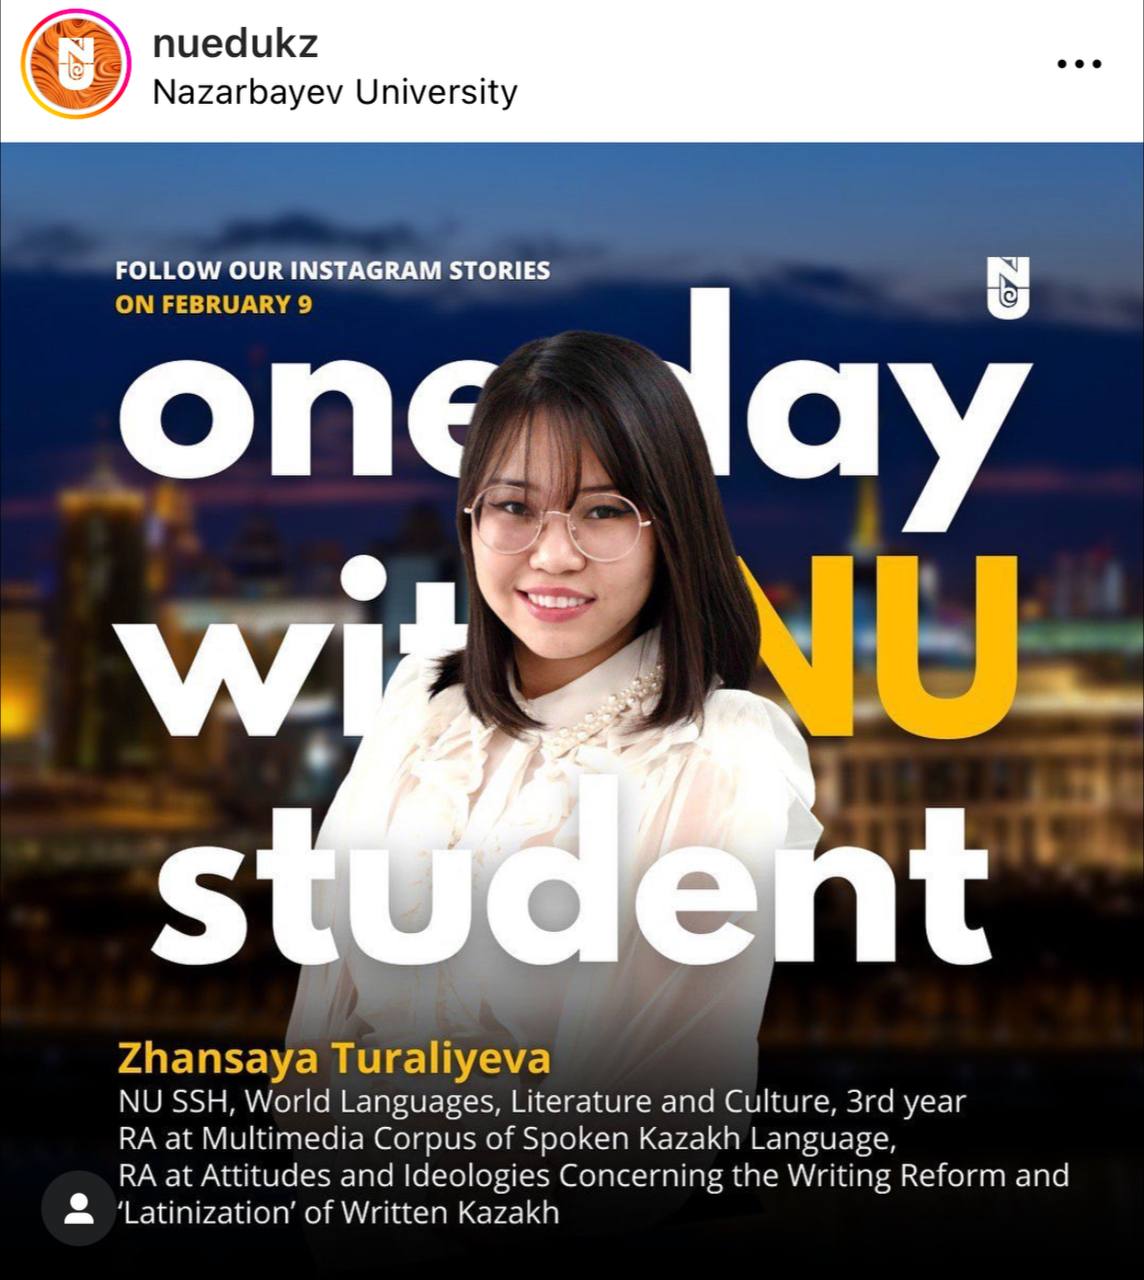 nuedukz
Nazarbayev University
FOLLOW OUR INSTAGRAM STORIES
ON FEBRUARY 9
one day
wit NU
student
Zhansaya Turaliyeva
NU SSH, World Languages, Literature and Culture, 3rd year
RA at Multimedia Corpus of Spoken Kazakh Language,
RA at Attitudes and Ideologies Concerning the Writing Reform and
‘Latinization’ of Written Kazakh